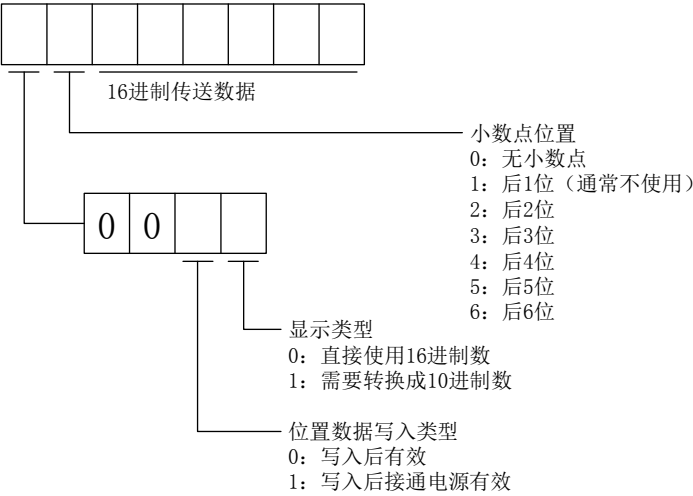 16进制传送数据
小数点位置
0：无小数点
1：后1位（通常不使用）
2：后2位
3：后3位
4：后4位
5：后5位
6：后6位
0 0
显示类型
0：直接使用16进制数
1：需要转换成10进制数
位置数据写入类型
0：写入后有效
1：写入后接通电源有效